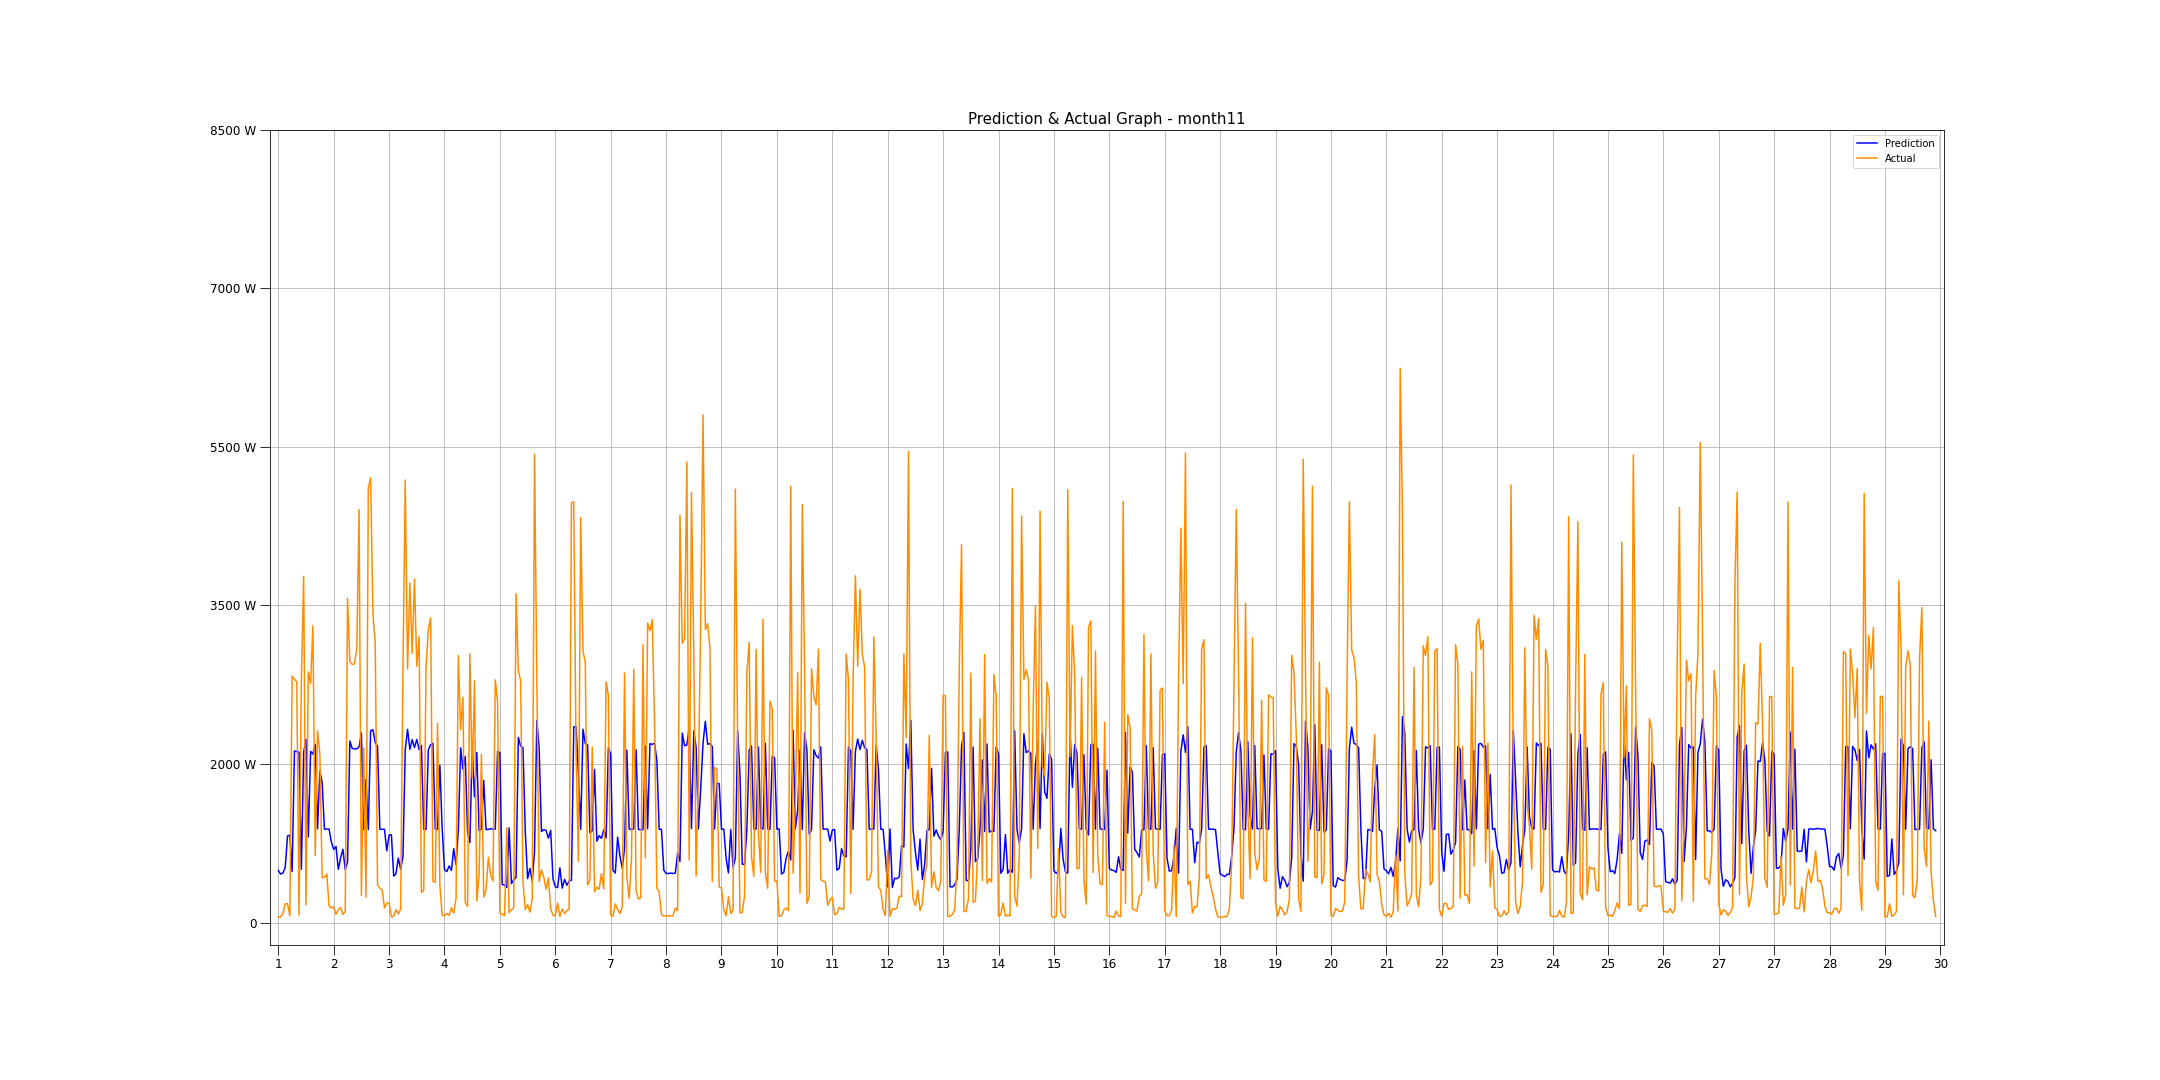 Prediction & Actual Graph - month11
8500 W
Prediction
Actual
7000 W
5500 W
3500 W
2000 W
0
1 2 3 4 5 6 7 8 9 10 11 12 13 14 15 16 17 18 19 20 21 22 23 24 25 26 27 27 28 29 30